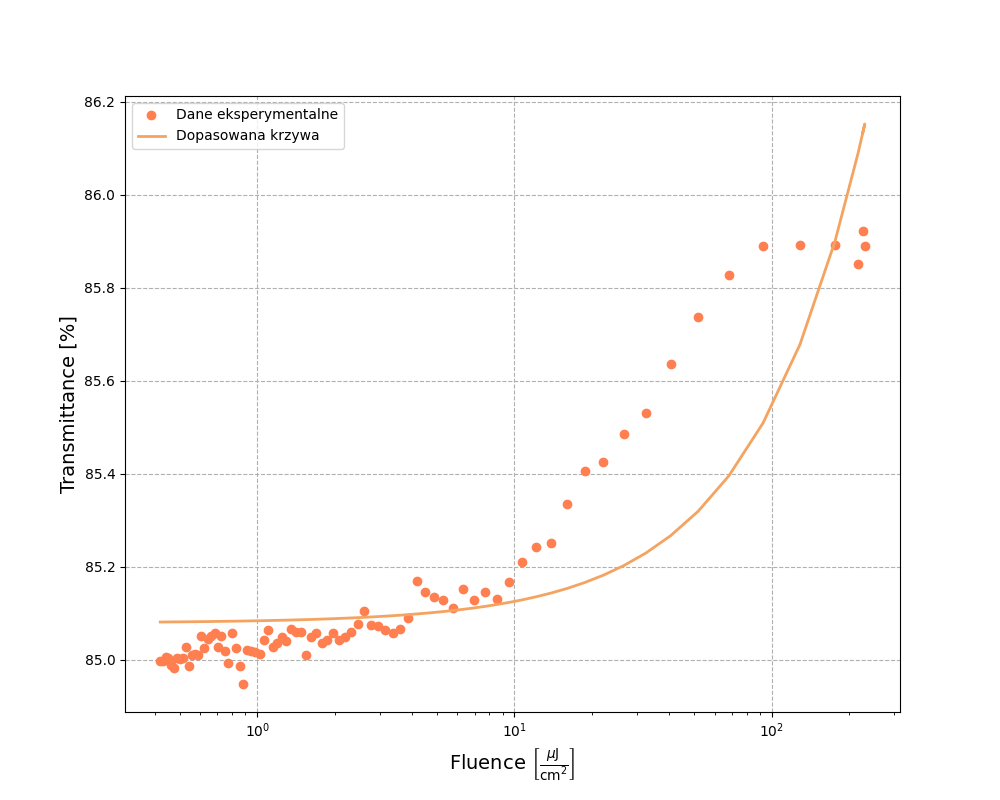 86.2
86.0
85.8
85.6
85.4
85.2
85.0
Transmittance [%]
Dane eksperymentalne
Dopasowana krzywa
10⁰ 10¹ 10²
Fluence [μJ/cm²]